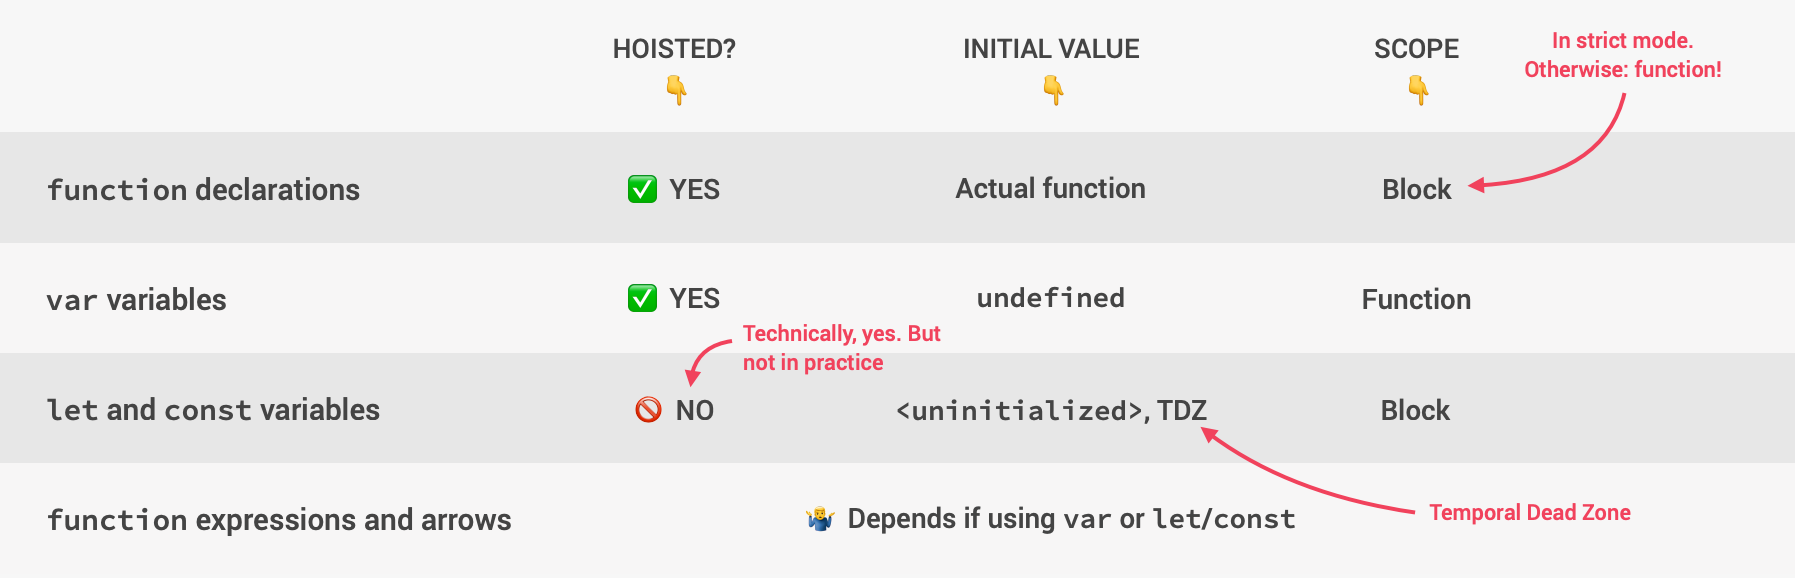 HOISTED? INITIAL VALUE SCOPE
In strict mode.
Otherwise: function!
function declarations YES Actual function Block
var variables YES undefined Function
Technically, yes. But
not in practice
let and const variables NO <uninitialized>, TDZ Block
function expressions and arrows Depends if using var or let/const
Temporal Dead Zone